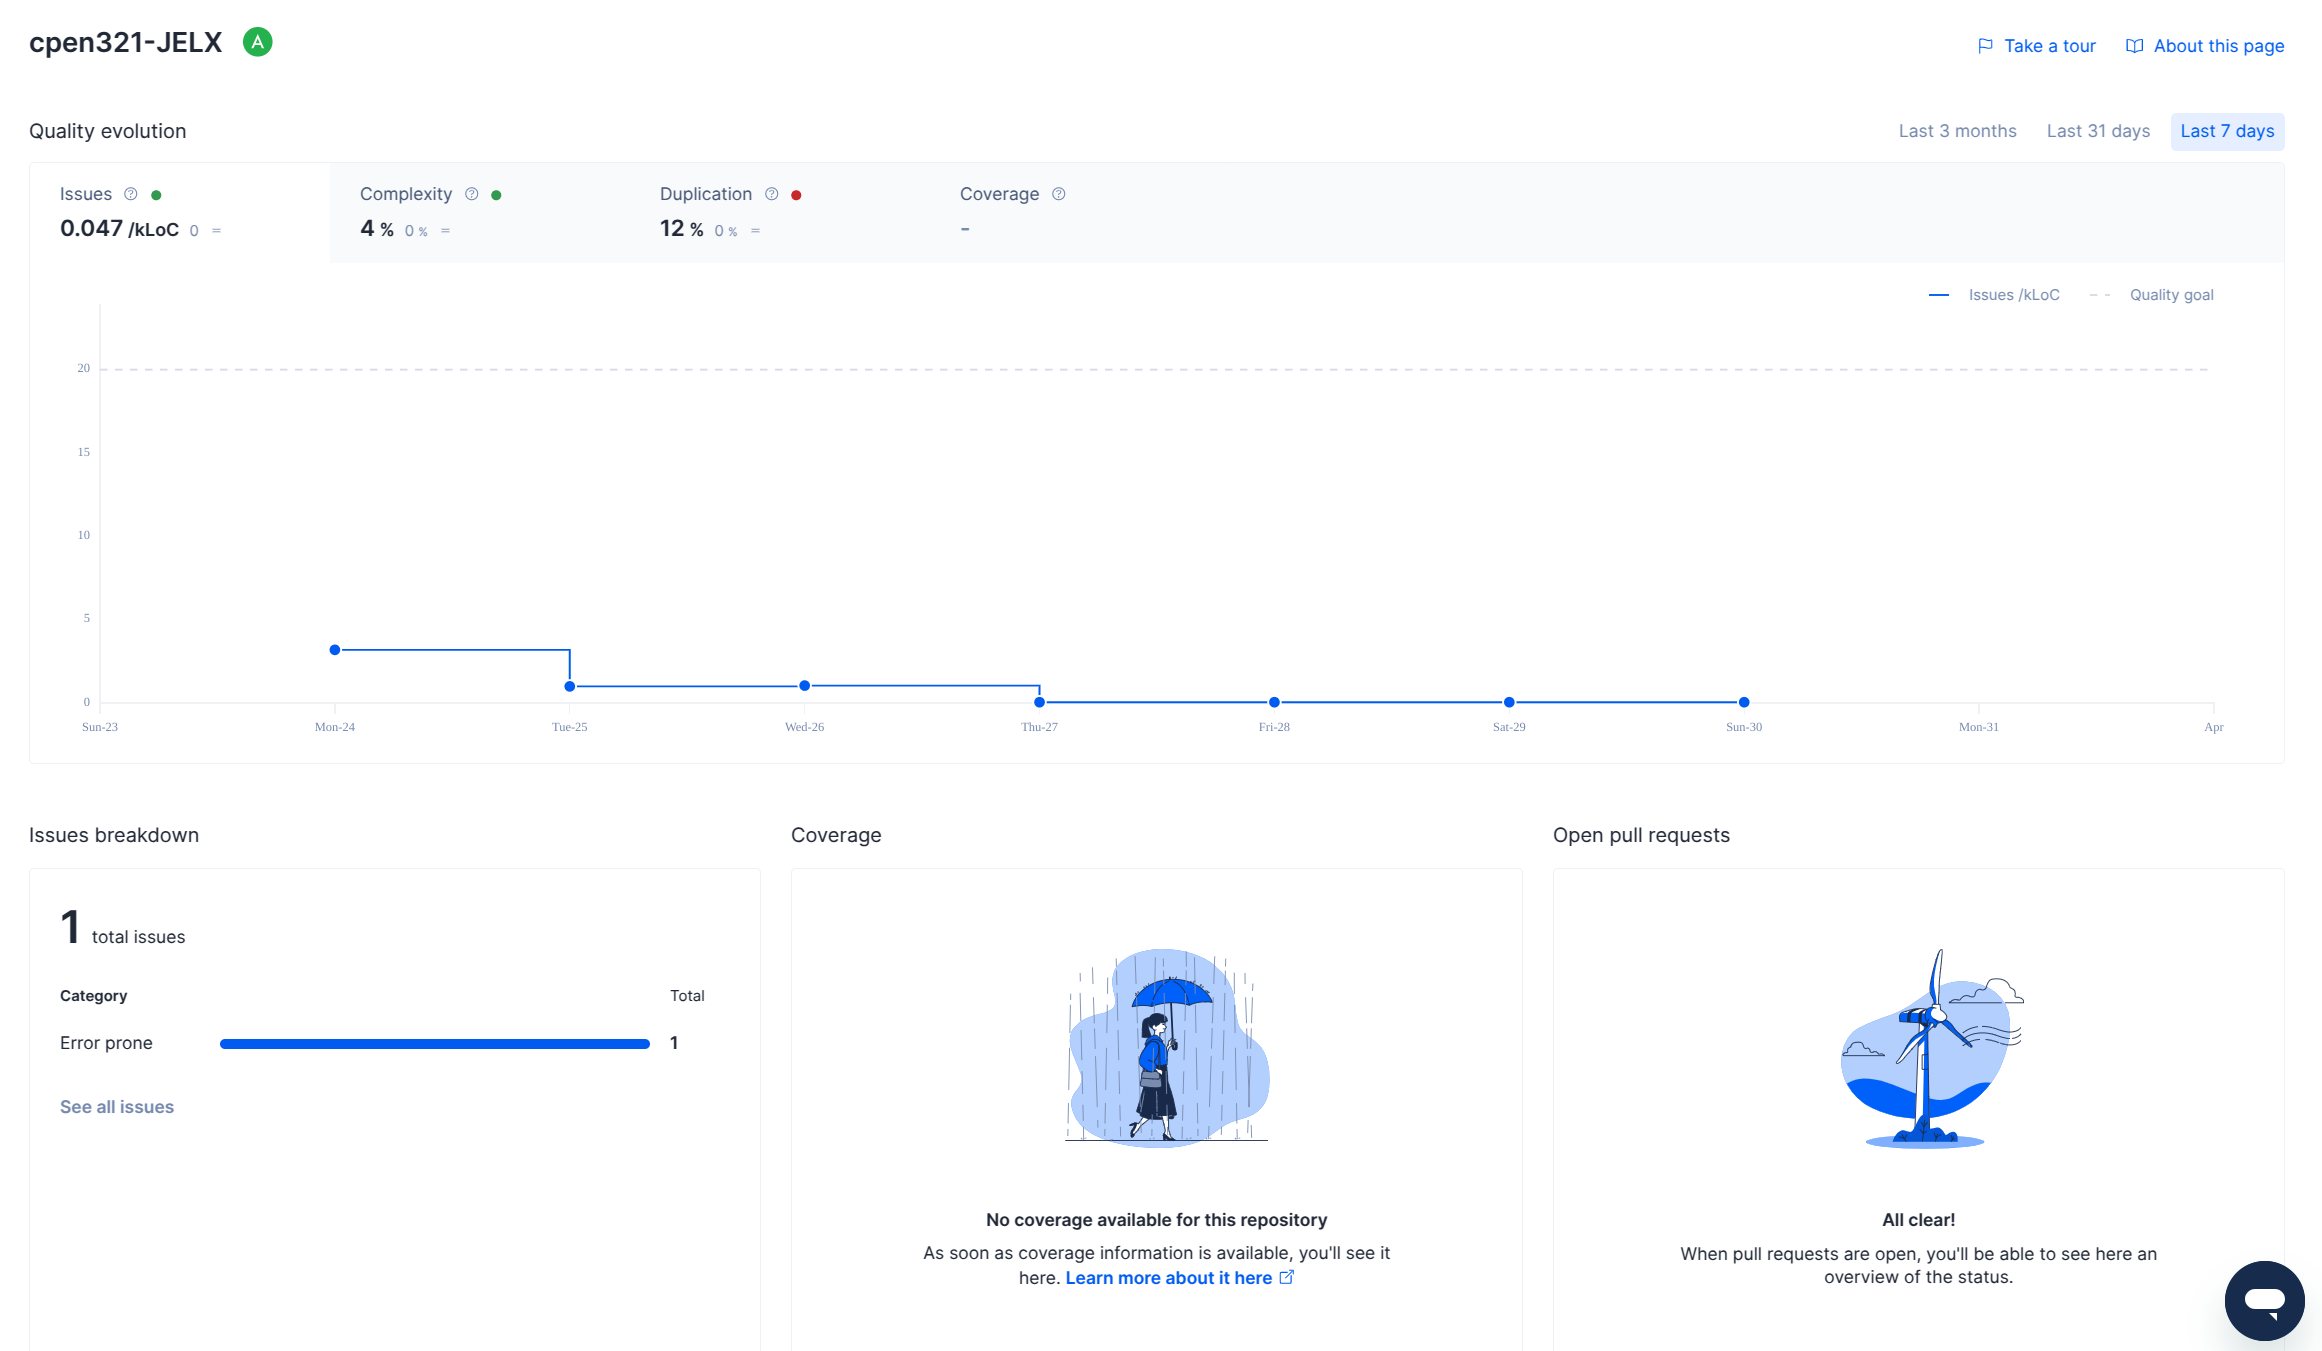 cpen321-JELX A
Take a tour About this page
Quality evolution
Last 3 months Last 31 days Last 7 days
Issues Complexity Duplication Coverage
0.047 /kLoC 0 = 4 % 0 % = 12 % 0 % = -
Issues /kLoC Quality goal
20
15
10
5
0
Sun-23 Mon-24 Tue-25 Wed-26 Thu-27 Fri-28 Sat-29 Sun-30 Mon-31 Apr
Issues breakdown
1 total issues
Category Total
Error prone 1
See all issues
Coverage
No coverage available for this repository
As soon as coverage information is available, you'll see it
here. Learn more about it here
Open pull requests
All clear!
When pull requests are open, you'll be able to see here an
overview of the status.